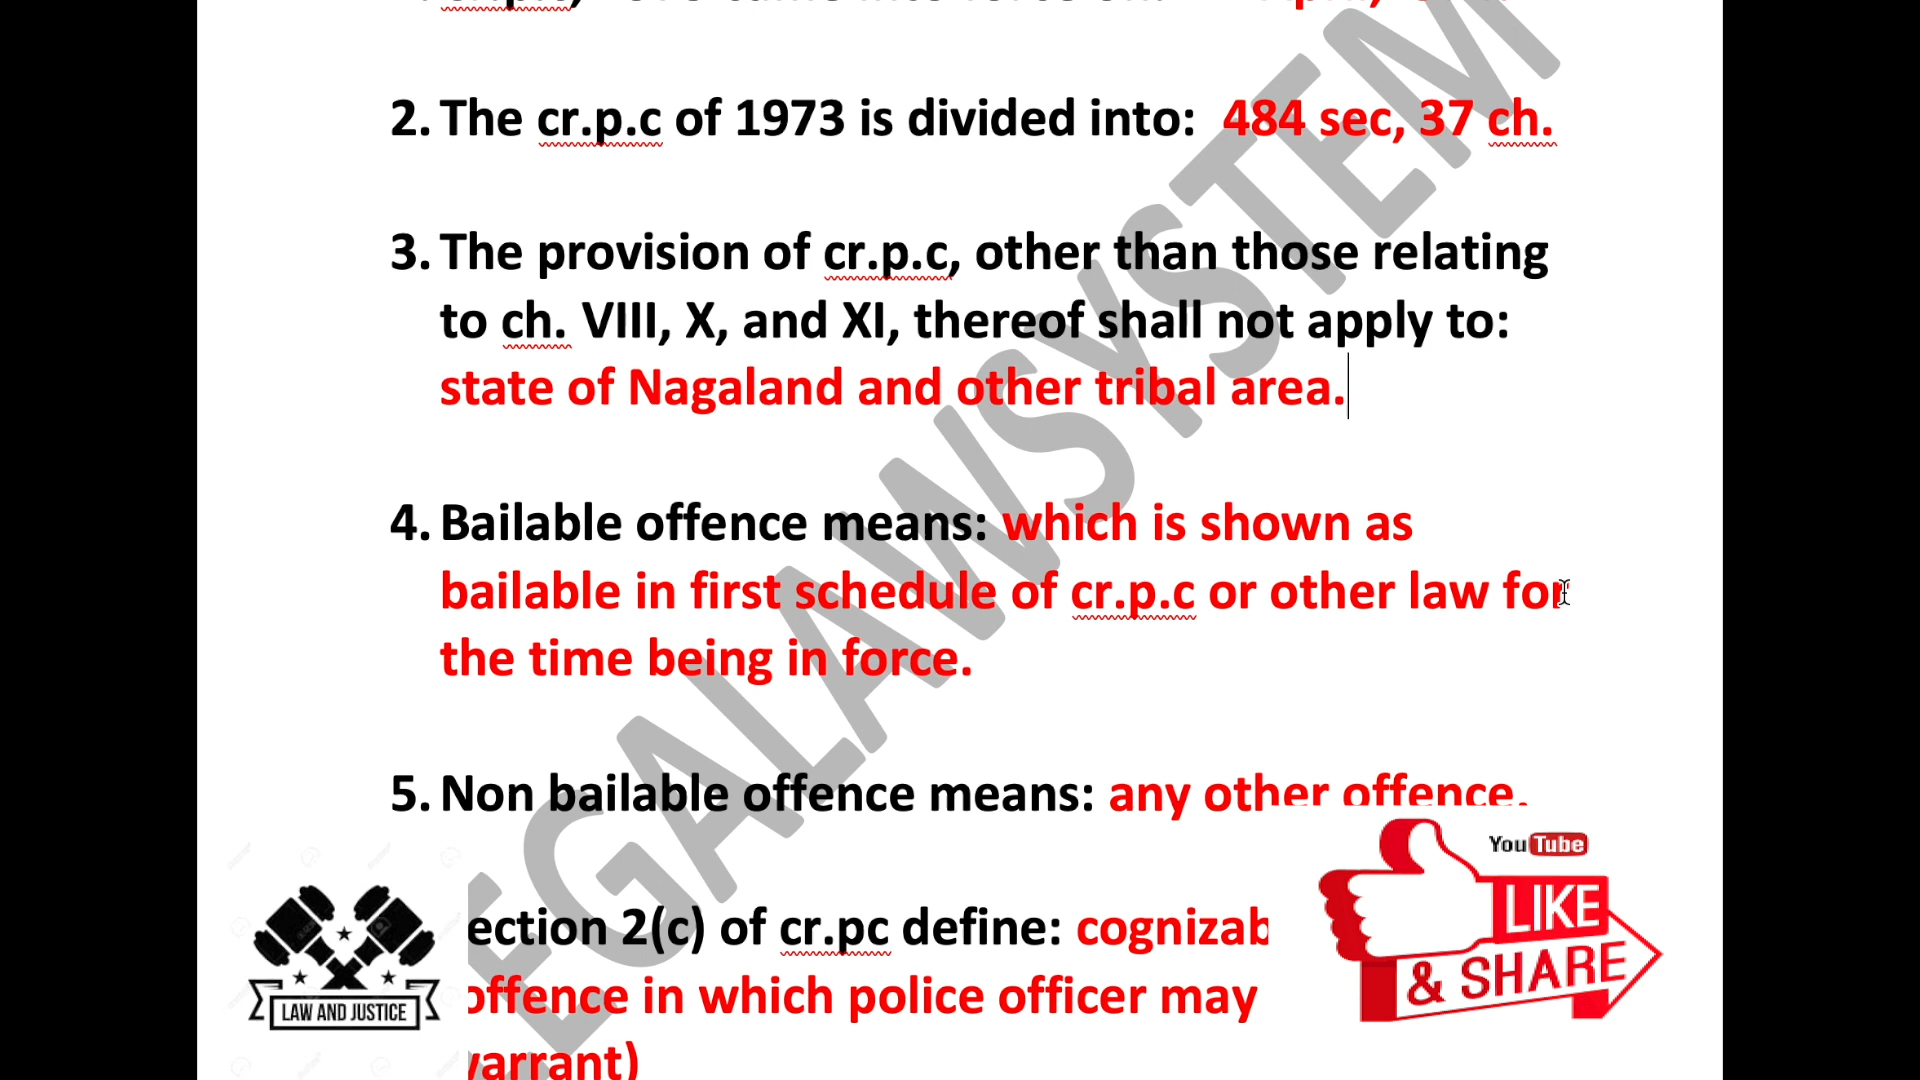 2. The cr.p.c of 1973 is divided into: 484 sec, 37 ch.
3. The provision of cr.p.c, other than those relating
to ch. VIII, X, and XI, thereof shall not apply to:
state of Nagaland and other tribal area.
4. Bailable offence means: which is shown as
bailable in first schedule of cr.p.c or other law for
the time being in force.
5. Non bailable offence means: any other offence.
ection 2(c) of cr.pc define: cognizab
offence in which police officer may
arrant)
EGALAWSYSTEM
LAW AND JUSTICE
YouTube
LIKE
& SHARE